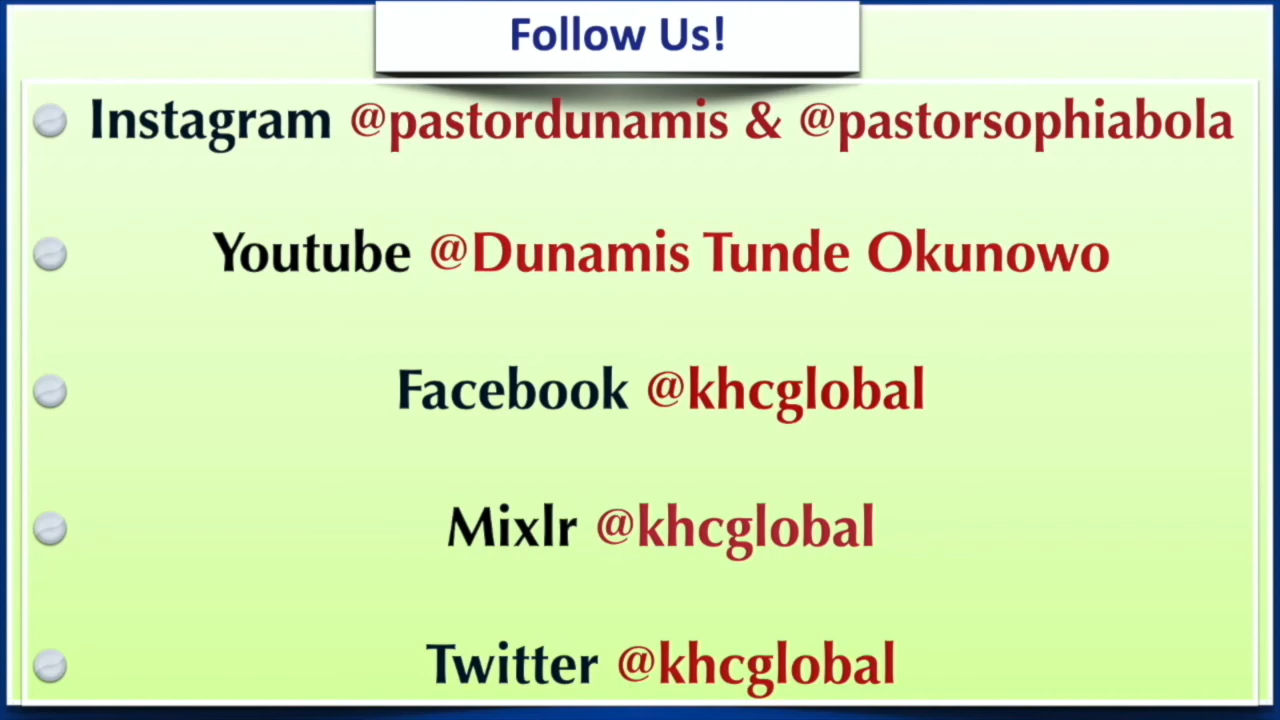 Follow Us!
Instagram @pastordunamis & @pastorsophiabola
Youtube @Dunamis Tunde Okunowo
Facebook @khcglobal
Mixlr @khcglobal
Twitter @khcglobal